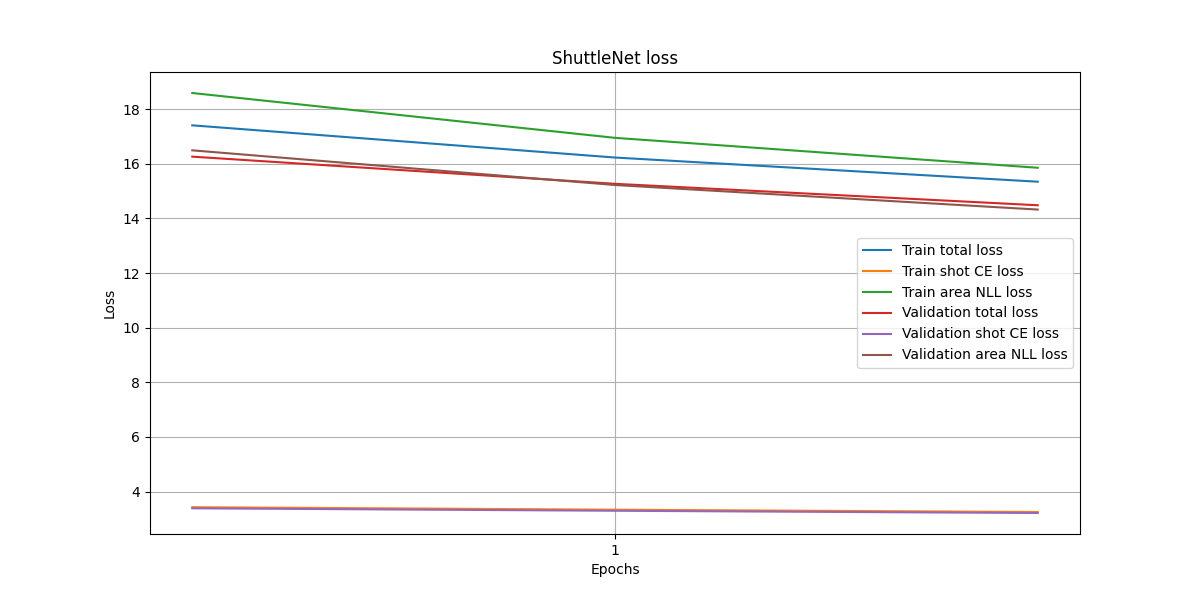 ShuttleNet loss
18
16
14
12
10
8
6
4
Loss
Train total loss
Train shot CE loss
Train area NLL loss
Validation total loss
Validation shot CE loss
Validation area NLL loss
1
Epochs